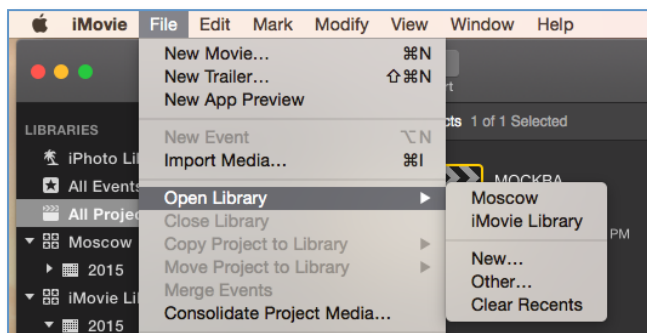 iMovie File Edit Mark Modify View Window Help
New Movie... ⌘N
New Trailer... ⇧⌘N
New App Preview
New Event ⌥N
Import Media... ⌘I
Open Library ▶
Close Library
Copy Project to Library ▶
Move Project to Library ▶
Merge Events
Consolidate Project Media...
Moscow
iMovie Library
New...
Other...
Clear Recents
LIBRARIES
iPhoto Li
All Events
All Projec
Moscow
2015
iMovie Li
2015
1 of 1 Selected
МОСКВА
PM